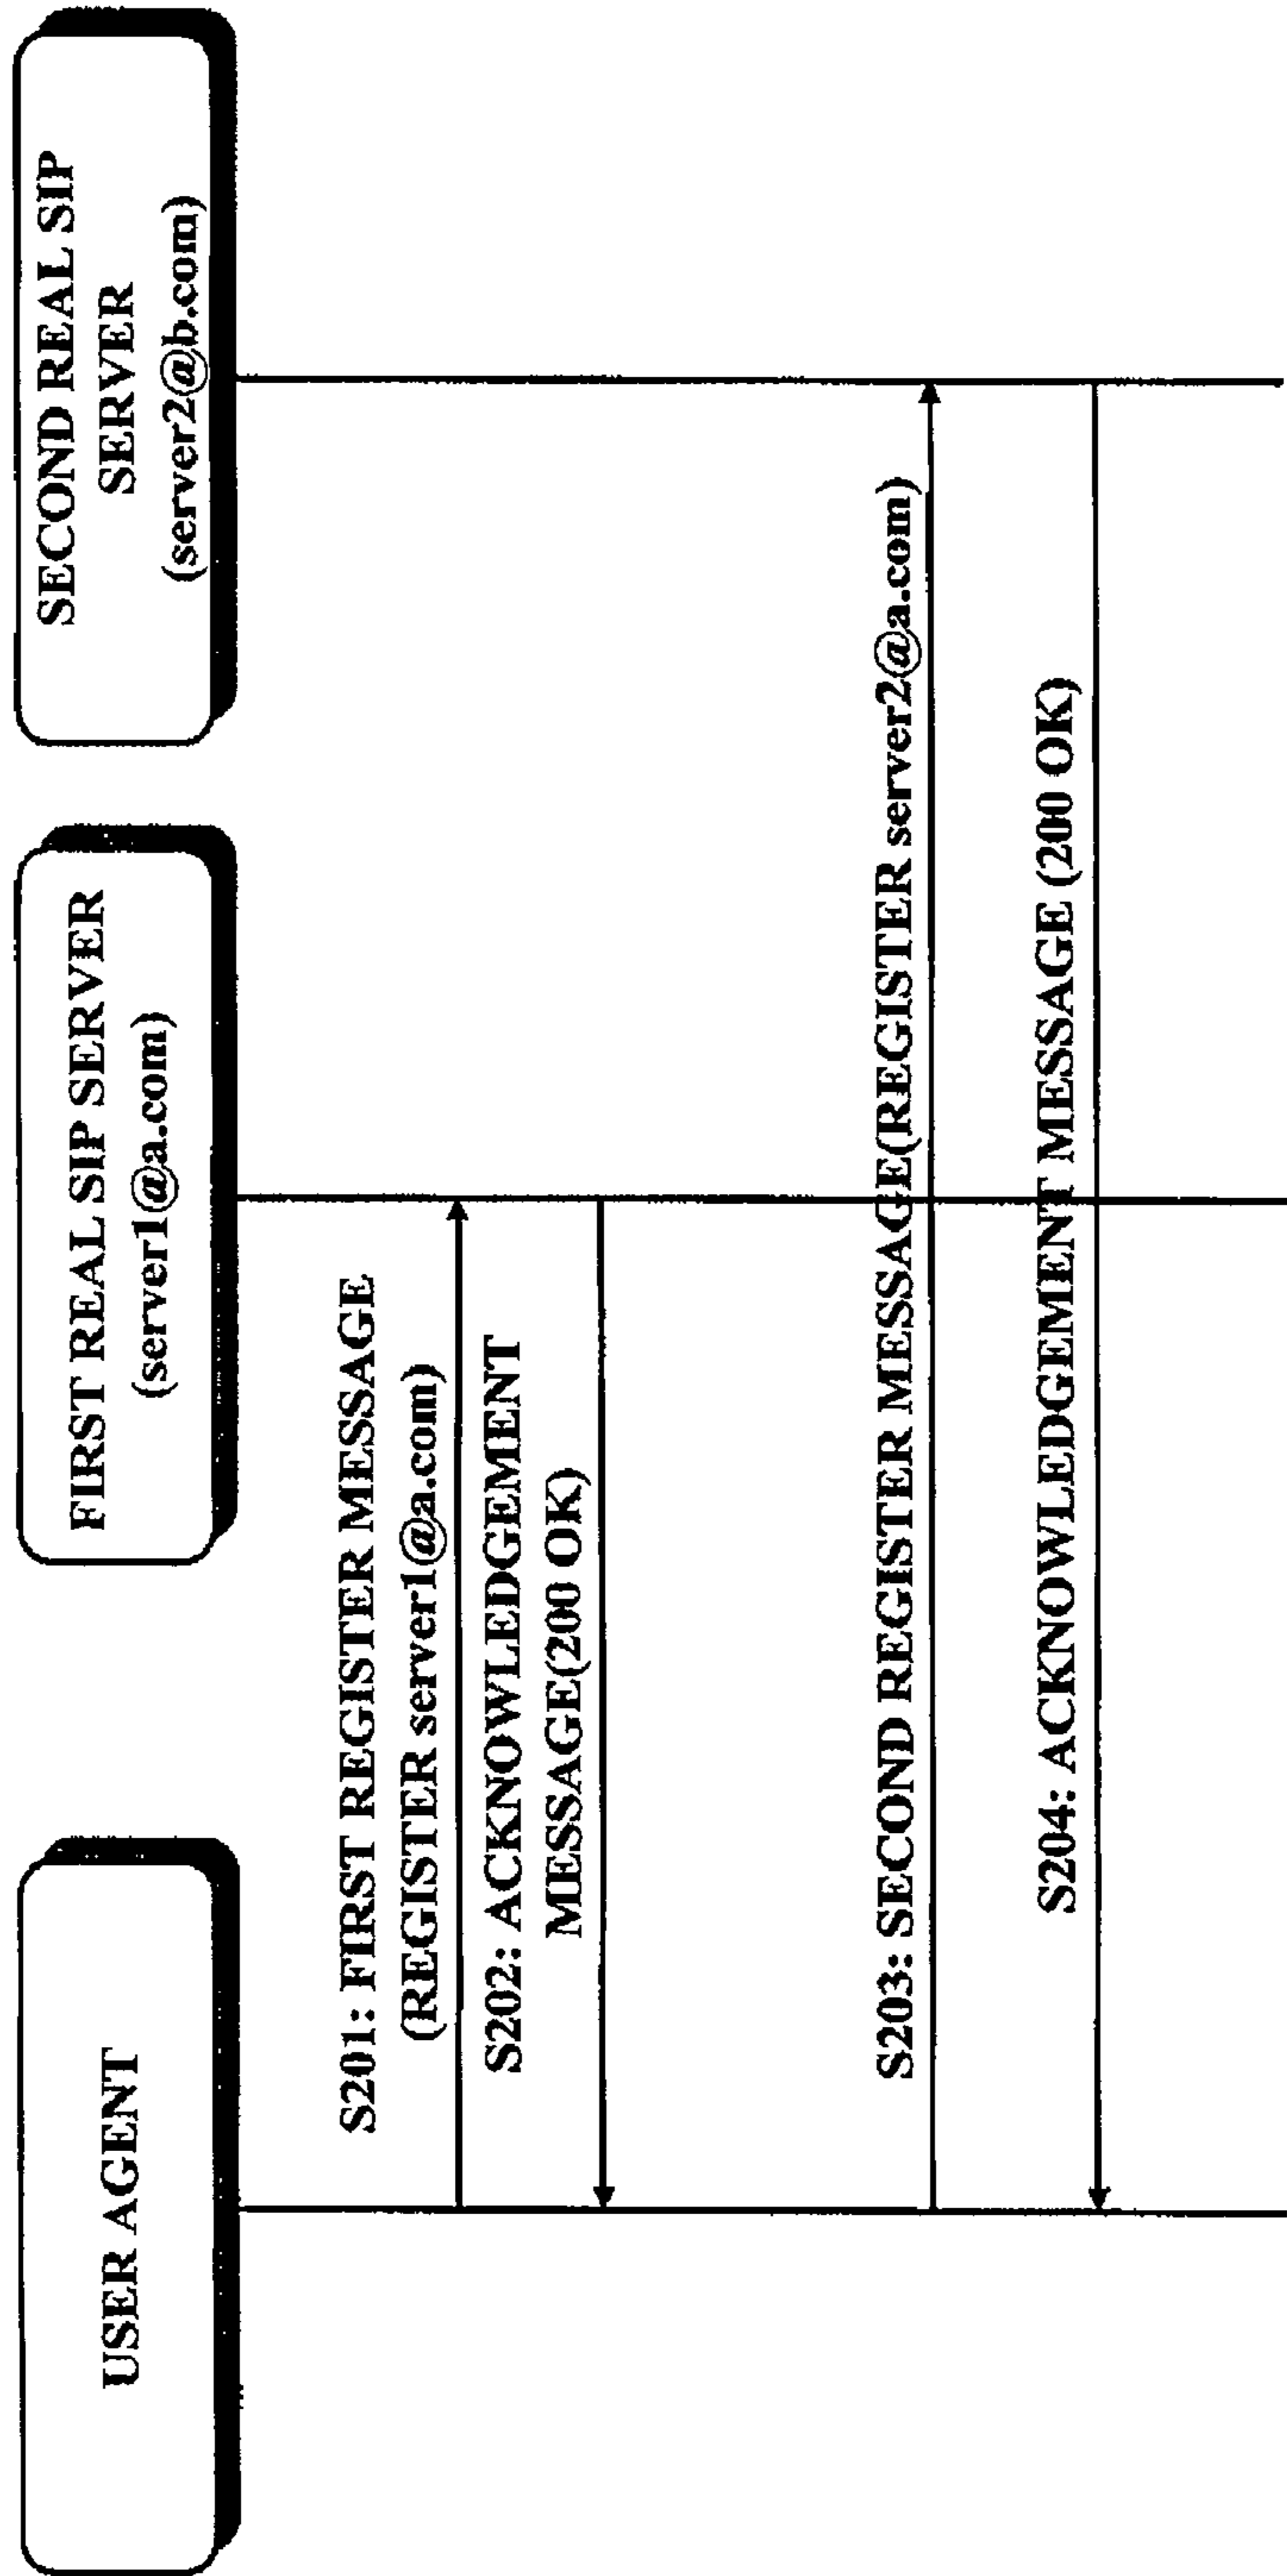 USER AGENT
FIRST REAL SIP SERVER
(server1@a.com)
SECOND REAL SIP
SERVER
(server2@b.com)
S201: FIRST REGISTER MESSAGE
(REGISTER server1@a.com)
S202: ACKNOWLEDGEMENT
MESSAGE(200 OK)
S203: SECOND REGISTER MESSAGE(REGISTER server2@a.com)
S204: ACKNOWLEDGEMENT MESSAGE (200 OK)